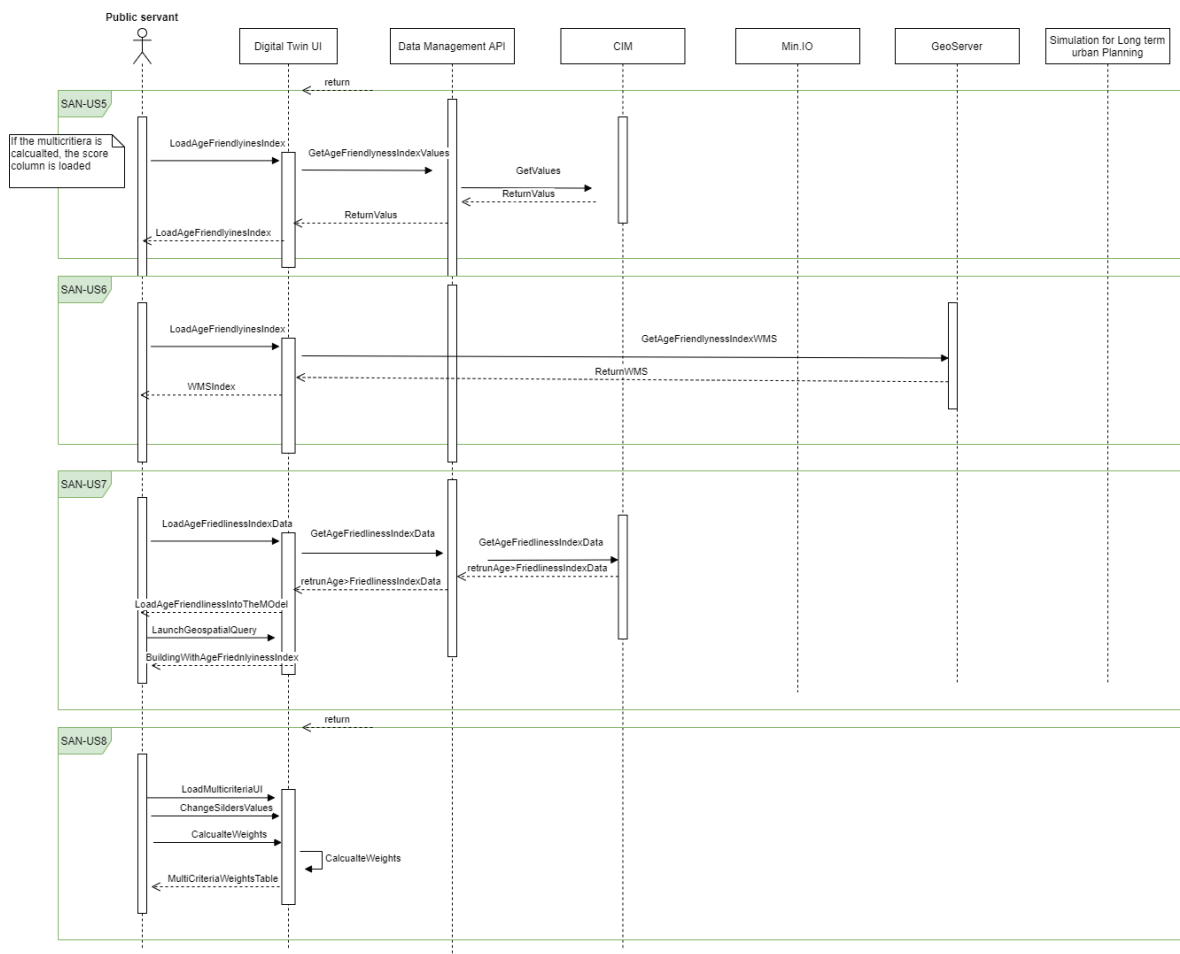 Public servant
Digital Twin UI
Data Management API
CIM
Min.IO
GeoServer
Simulation for Long term
urban Planning
return
SAN-US5
If the multicritiera is
calcualted, the score
column is loaded
LoadAgeFriendlyinesIndex
GetAgeFriendlynessIndexValues
GetValues
ReturnValus
ReturnValus
LoadAgeFriendlyinesIndex
SAN-US6
LoadAgeFriendlyinesIndex
GetAgeFriendlynessIndexWMS
ReturnWMS
WMSIndex
SAN-US7
LoadAgeFriedlinessIndexData
GetAgeFriedlinessIndexData
GetAgeFriedlinessIndexData
retrunAge>FriedlinessIndexData
retrunAge>FriedlinessIndexData
LoadAgeFriendlinessIntoTheMOdel
LaunchGeospatialQuery
BuildingWithAgeFriednlyinessIndex
return
SAN-US8
LoadMulticriteriaUI
ChangeSildersValues
CalcualteWeights
CalcualteWeights
MultiCriteriaWeightsTable